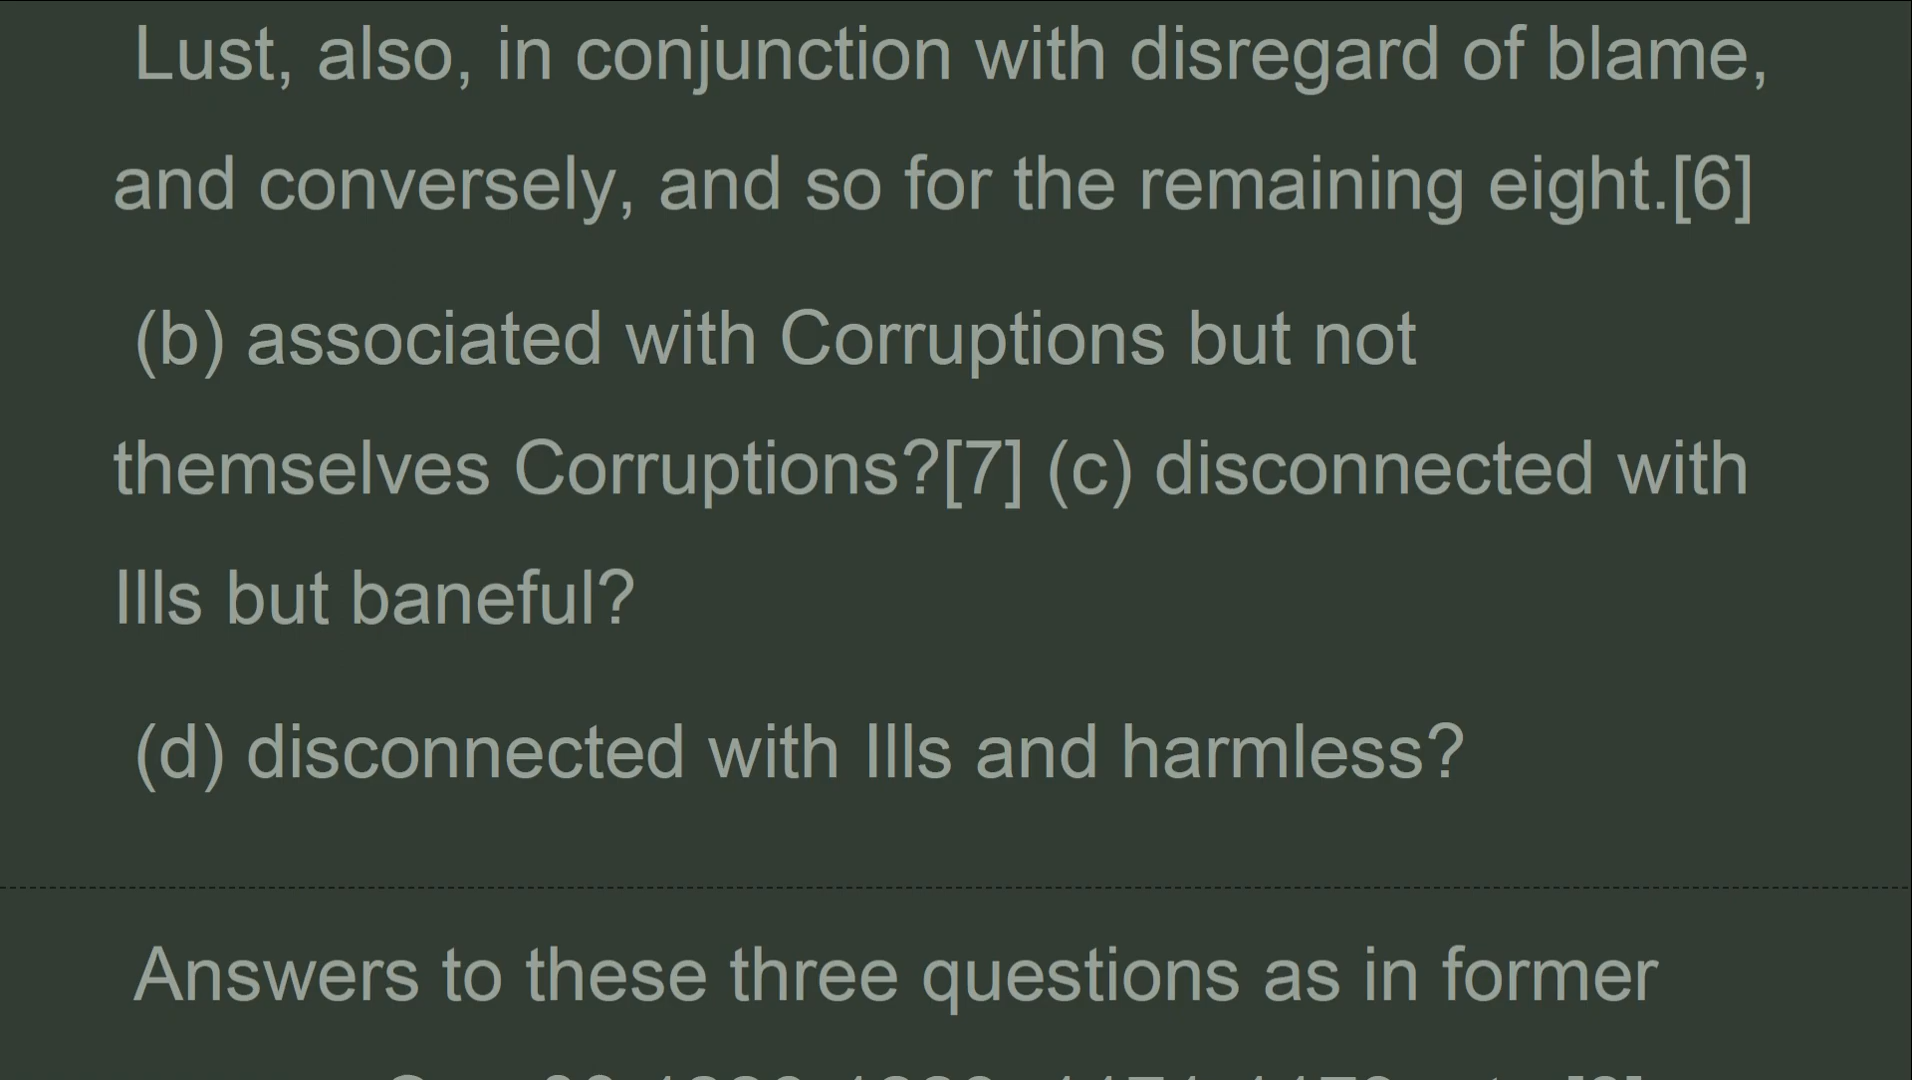 Lust, also, in conjunction with disregard of blame,
and conversely, and so for the remaining eight.[6]
(b) associated with Corruptions but not
themselves Corruptions?[7] (c) disconnected with
Ills but baneful?
(d) disconnected with Ills and harmless?
Answers to these three questions as in former